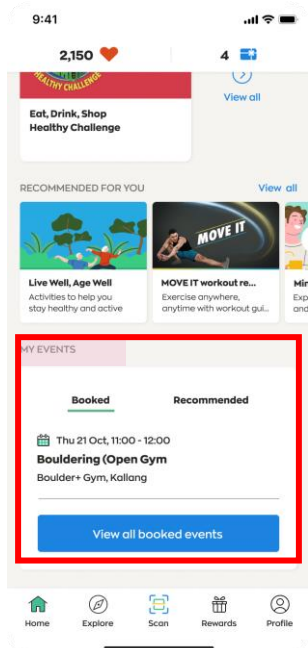 9:41
2,150
4
HEALTHY CHALLENGE
View all
Eat, Drink, Shop
Healthy Challenge
RECOMMENDED FOR YOU
View all
MOVE IT
Live Well, Age Well
Activities to help you
stay healthy and active
MOVE IT workout re...
Exercise anywhere,
anytime with workout gui...
Mi
Exp
and
MY EVENTS
Booked
Recommended
Thu 21 Oct, 11:00 - 12:00
Bouldering (Open Gym
Boulder+ Gym, Kallang
View all booked events
Home
Explore
Scan
Rewards
Profile